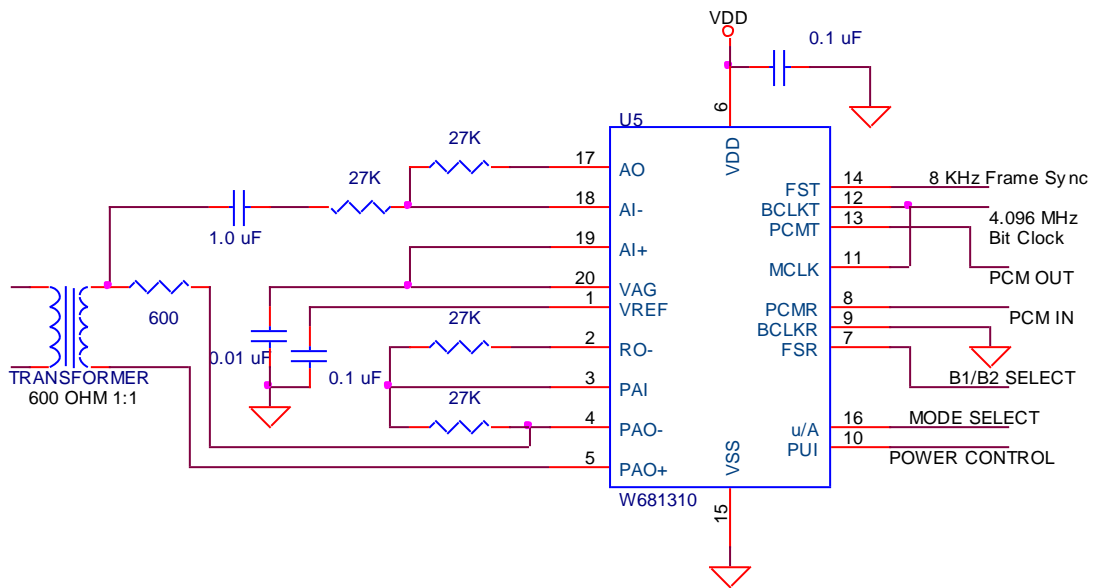 VDD
0.1 uF
6
U5
27K
17
AO
VDD
27K
14
FST
8 KHz Frame Sync
18
AI-
12
BCLKT
1.0 uF
13
PCMT
4.096 MHz
Bit Clock
19
AI+
11
MCLK
PCM OUT
20
VAG
1
VREF
600
8
PCMR
PCM IN
27K
9
BCLKR
2
RO-
7
FSR
0.01 uF
0.1 uF
TRANSFORMER
600 OHM 1:1
3
PAI
B1/B2 SELECT
27K
4
PAO-
16
u/A
MODE SELECT
10
PUI
POWER CONTROL
5
PAO+
VSS
W681310
15